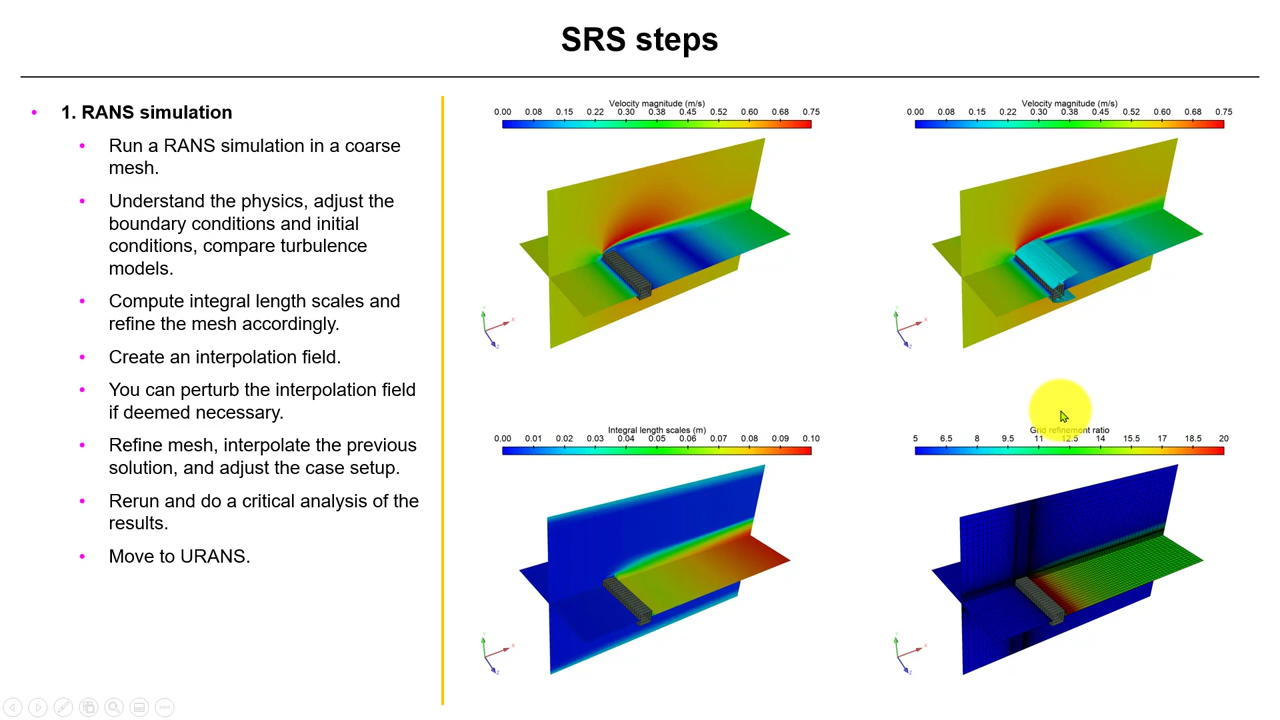 SRS steps
• 1. RANS simulation
• Run a RANS simulation in a coarse
mesh.
• Understand the physics, adjust the
boundary conditions and initial
conditions, compare turbulence
models.
• Compute integral length scales and
refine the mesh accordingly.
• Create an interpolation field.
• You can perturb the interpolation field
if deemed necessary.
• Refine mesh, interpolate the previous
solution, and adjust the case setup.
• Rerun and do a critical analysis of the
results.
• Move to URANS.
Velocity magnitude (m/s)
0.00 0.08 0.15 0.22 0.30 0.38 0.45 0.52 0.60 0.68 0.75
Velocity magnitude (m/s)
0.00 0.08 0.15 0.22 0.30 0.38 0.45 0.52 0.60 0.68 0.75
Integral length scales (m)
0.00 0.01 0.02 0.03 0.04 0.05 0.06 0.07 0.08 0.09 0.10
Grid refinement ratio
5 6.5 8 9.5 11 12.5 14 15.5 17 18.5 20